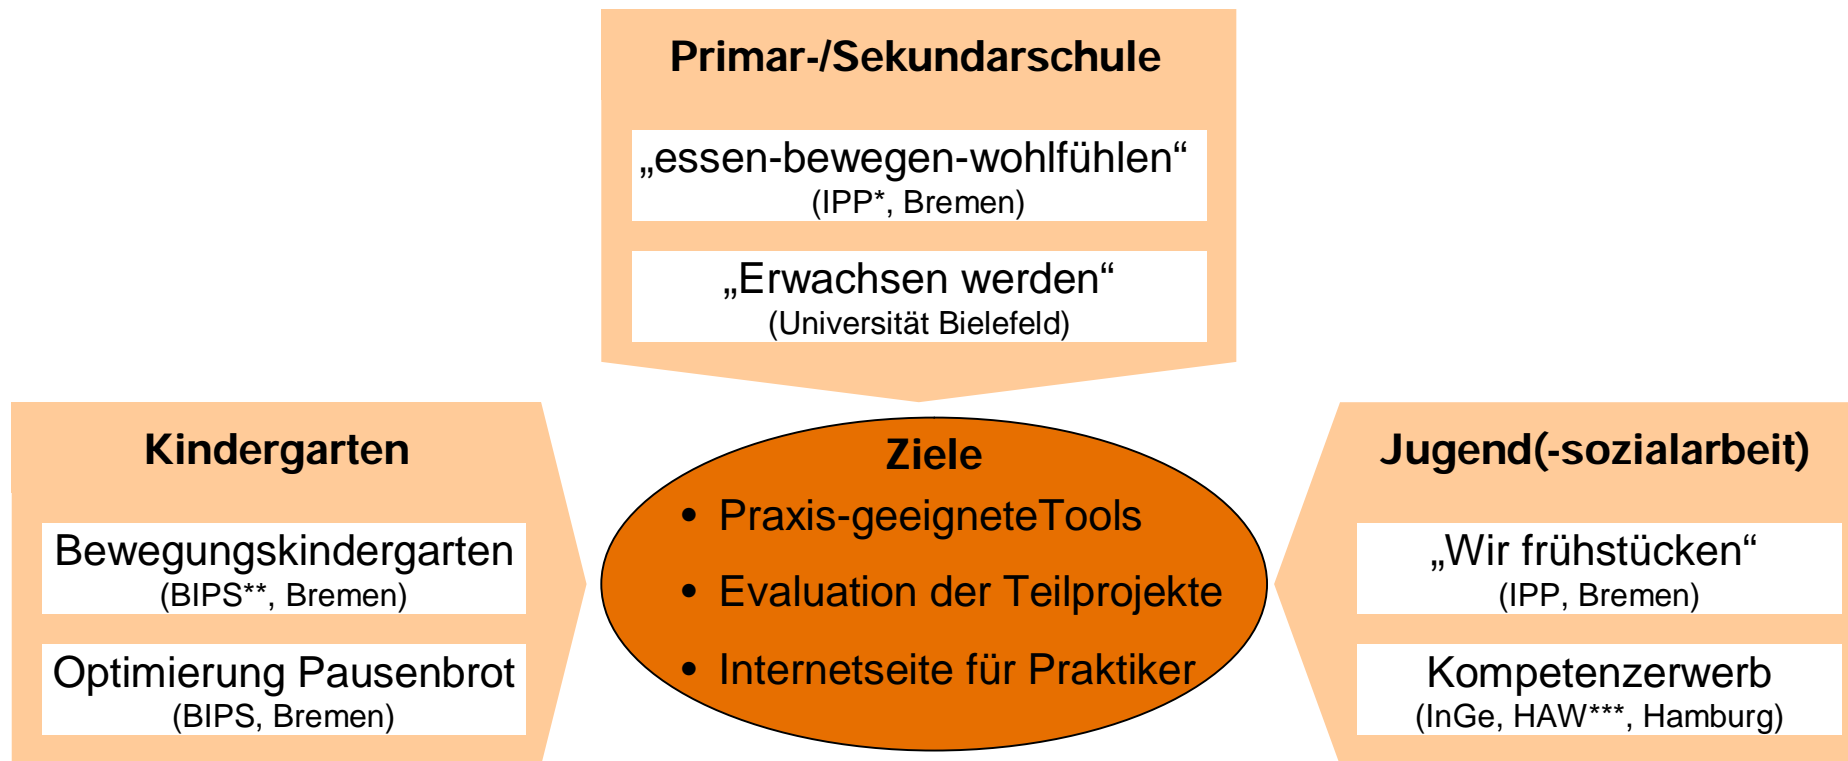 Primar-/Sekundarschule
„essen-bewegen-wohlfühlen“
(IPP*, Bremen)
„Erwachsen werden“
(Universität Bielefeld)
Kindergarten
Bewegungskindergarten
(BIPS**, Bremen)
Optimierung Pausenbrot
(BIPS, Bremen)
Ziele
• Praxis-geeigneteTools
• Evaluation der Teilprojekte
• Internetseite für Praktiker
Jugend(-sozialarbeit)
„Wir frühstücken“
(IPP, Bremen)
Kompetenzerwerb
(InGe, HAW***, Hamburg)